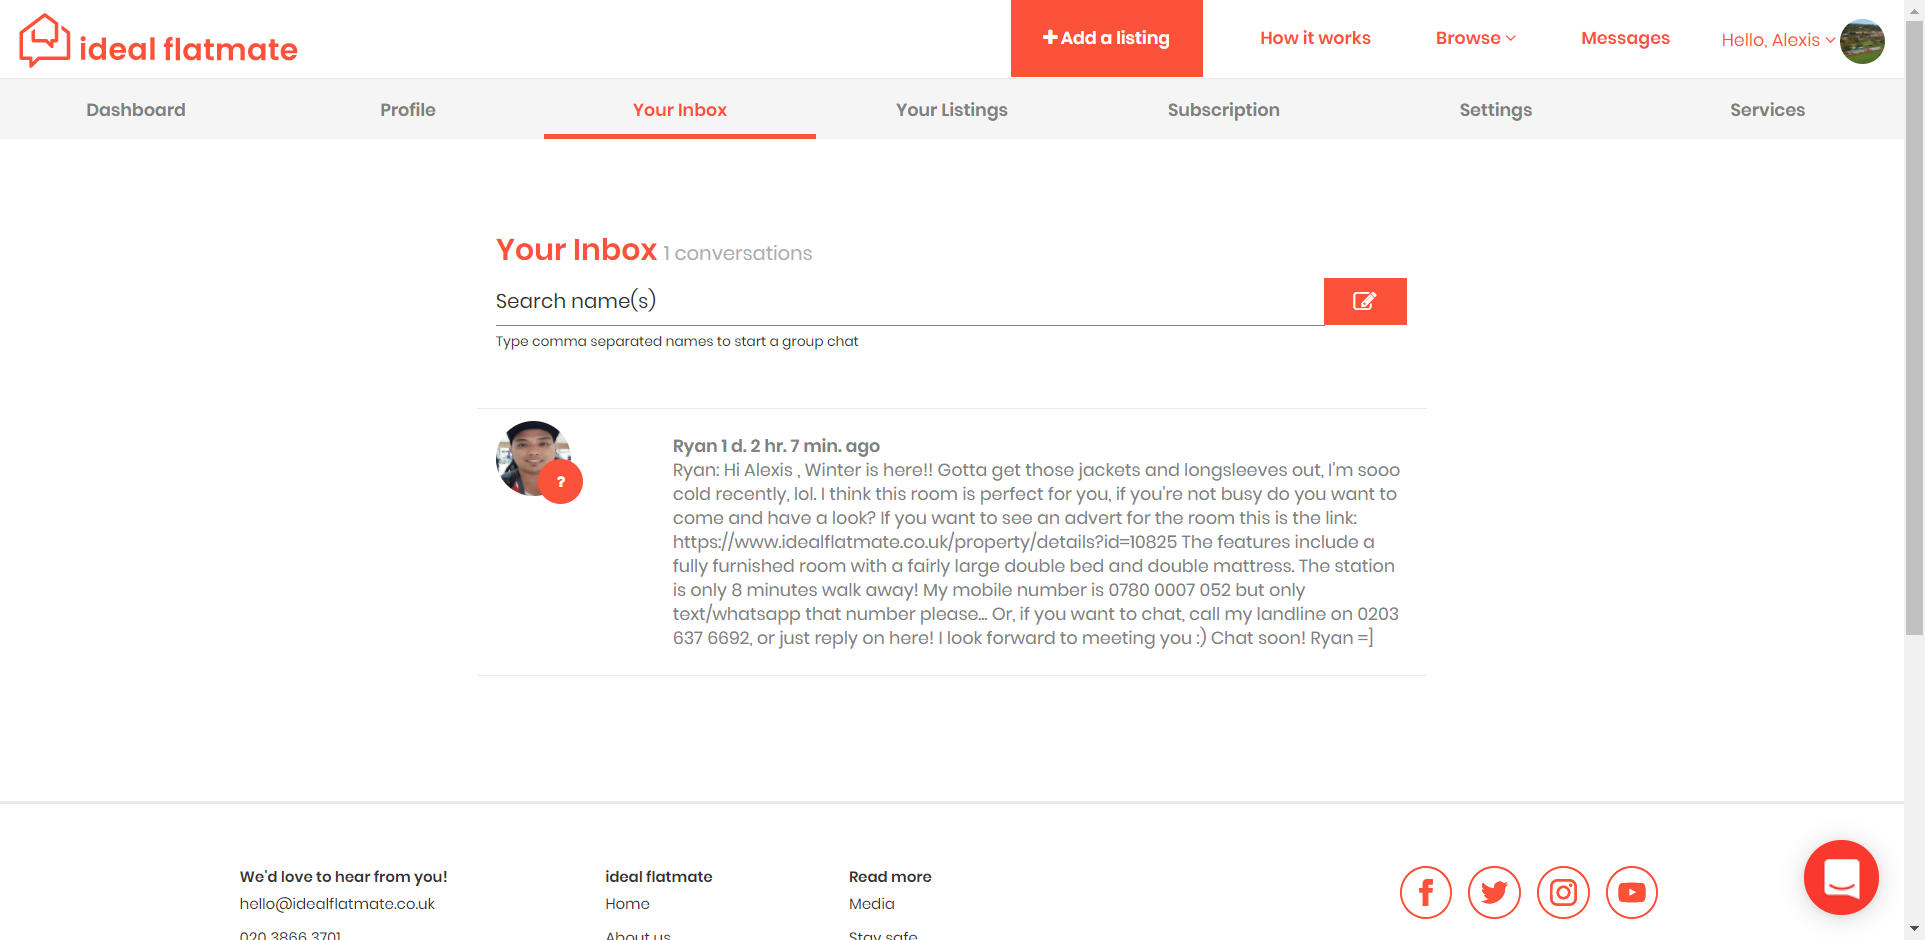 ideal flatmate
Add a listing
How it works
Browse
Messages
Hello, Alexis
Dashboard
Profile
Your Inbox
Your Listings
Subscription
Settings
Services
Your Inbox 1 conversations
Search name(s)
Type comma separated names to start a group chat
?
Ryan 1 d. 2 hr. 7 min. ago
Ryan: Hi Alexis , Winter is here!! Gotta get those jackets and longsleeves out, I'm sooo
cold recently, lol. I think this room is perfect for you, if you're not busy do you want to
come and have a look? If you want to see an advert for the room this is the link:
https://www.idealflatmate.co.uk/property/details?id=10825 The features include a
fully furnished room with a fairly large double bed and double mattress. The station
is only 8 minutes walk away! My mobile number is 0780 0007 052 but only
text/whatsapp that number please... Or, if you want to chat, call my landline on 0203
637 6692, or just reply on here! I look forward to meeting you :) Chat soon! Ryan =]
We'd love to hear from you!
hello@idealflatmate.co.uk
020 3866 3701
ideal flatmate
Home
About us
Read more
Media
Stay safe